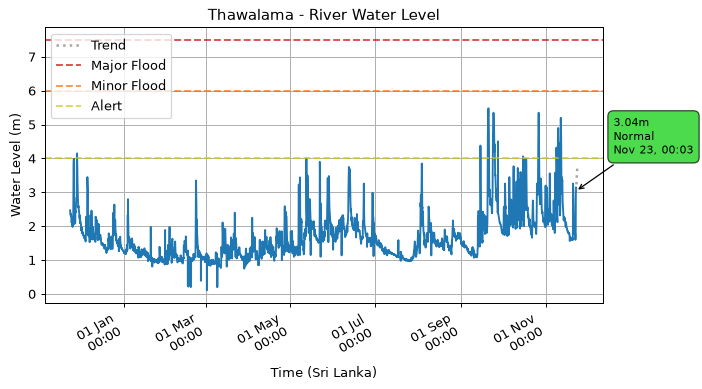 Thawalama - River Water Level
Trend
Major Flood
Minor Flood
Alert
7
6
5
4
3
2
1
0
Water Level (m)
3.04m
Normal
Nov 23, 00:03
01 Jan
00:00
01 Mar
00:00
01 May
00:00
01 Jul
00:00
01 Sep
00:00
01 Nov
00:00
Time (Sri Lanka)